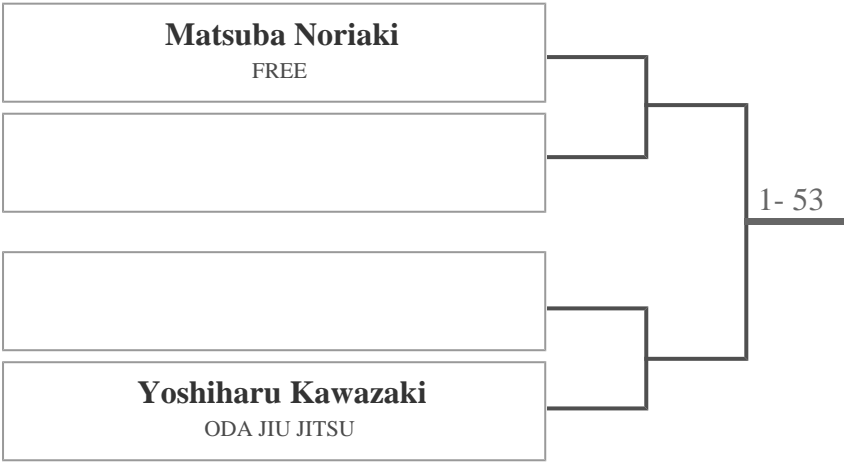 Matsuba Noriaki
FREE
1- 53
Yoshiharu Kawazaki
ODA JIU JITSU